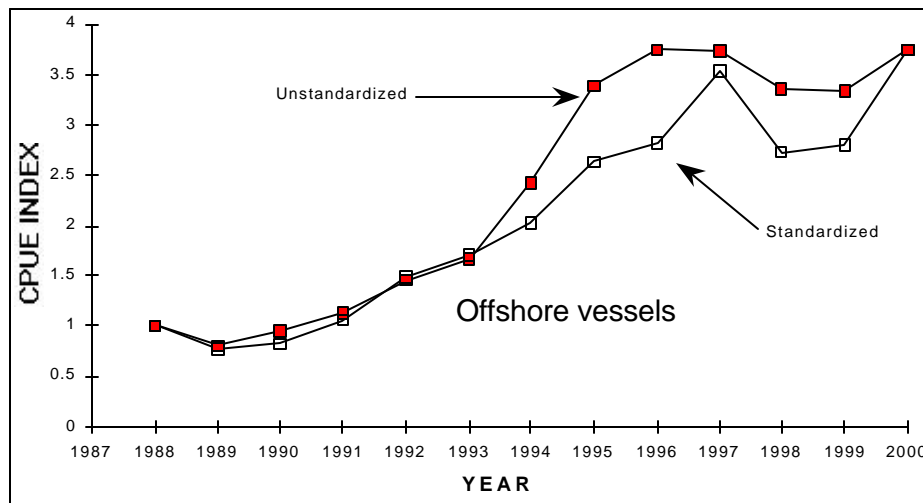 4
3.5
3
2.5
2
1.5
1
0.5
0
CPUE INDEX
Unstandardized
Standardized
Offshore vessels
1987 1988 1989 1990 1991 1992 1993 1994 1995 1996 1997 1998 1999 2000
YEAR